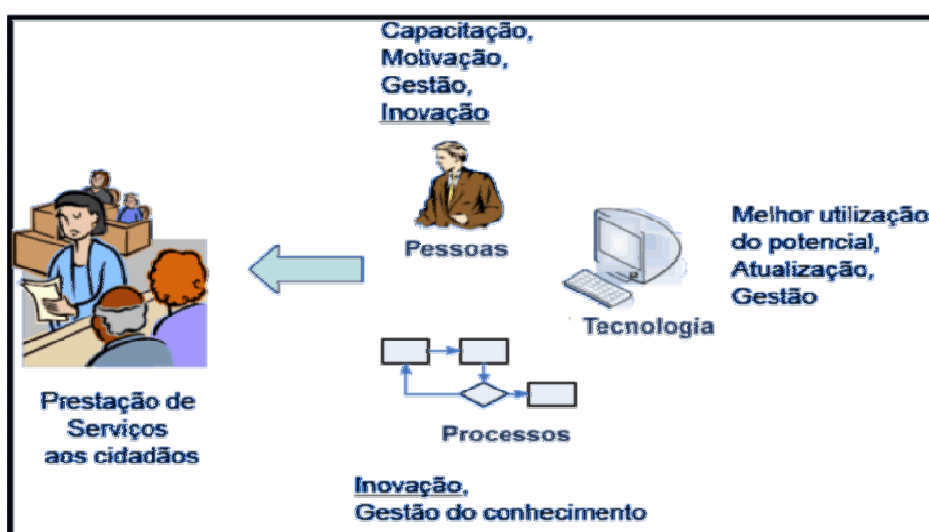 Capacitação,
Motivação,
Gestão,
Inovação
Pessoas
Melhor utilização
do potencial,
Atualização,
Gestão
Tecnologia
Prestação de
Serviços
aos cidadãos
Processos
Inovação,
Gestão do conhecimento